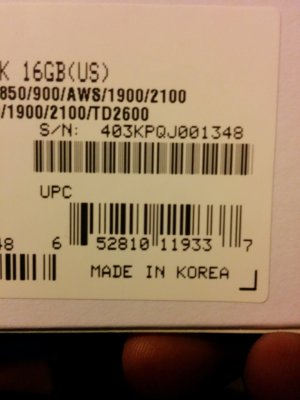 K 16GB(US)
850/900/AWS/1900/2100
/1900/2100/TD2600
S/N: 403KPQJ001348
UPC
48 6 52810 11933 7
MADE IN KOREA